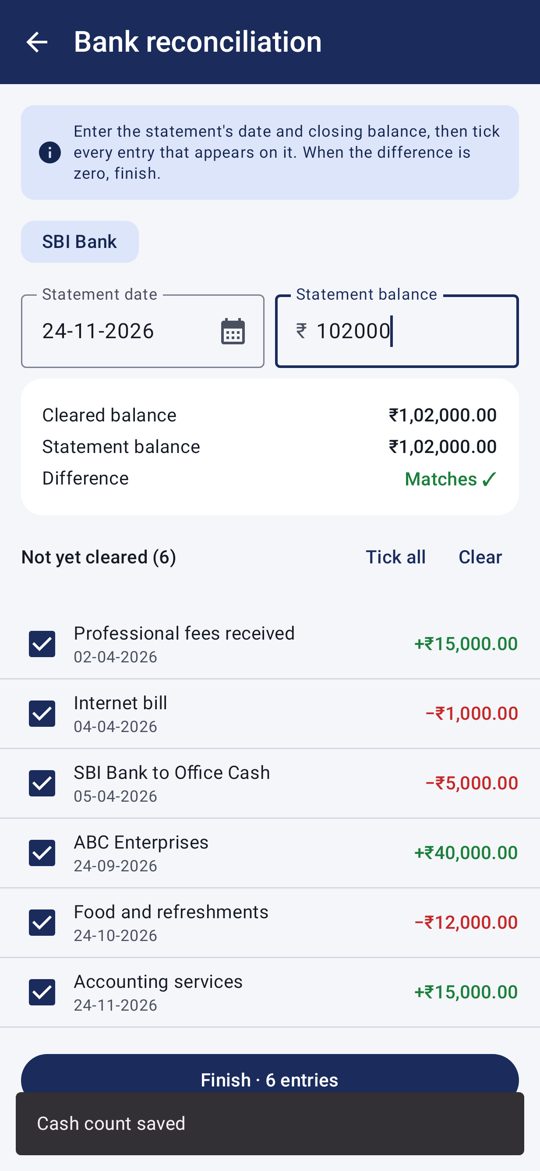 Bank reconciliation
Enter the statement's date and closing balance, then tick
every entry that appears on it. When the difference is
zero, finish.
SBI Bank
Statement date
24-11-2026
Statement balance
₹ 102000
Cleared balance ₹1,02,000.00
Statement balance ₹1,02,000.00
Difference Matches ✓
Not yet cleared (6) Tick all Clear
Professional fees received +₹15,000.00
02-04-2026
Internet bill −₹1,000.00
04-04-2026
SBI Bank to Office Cash −₹5,000.00
05-04-2026
ABC Enterprises +₹40,000.00
24-09-2026
Food and refreshments −₹12,000.00
24-10-2026
Accounting services +₹15,000.00
24-11-2026
Finish · 6 entries
Cash count saved